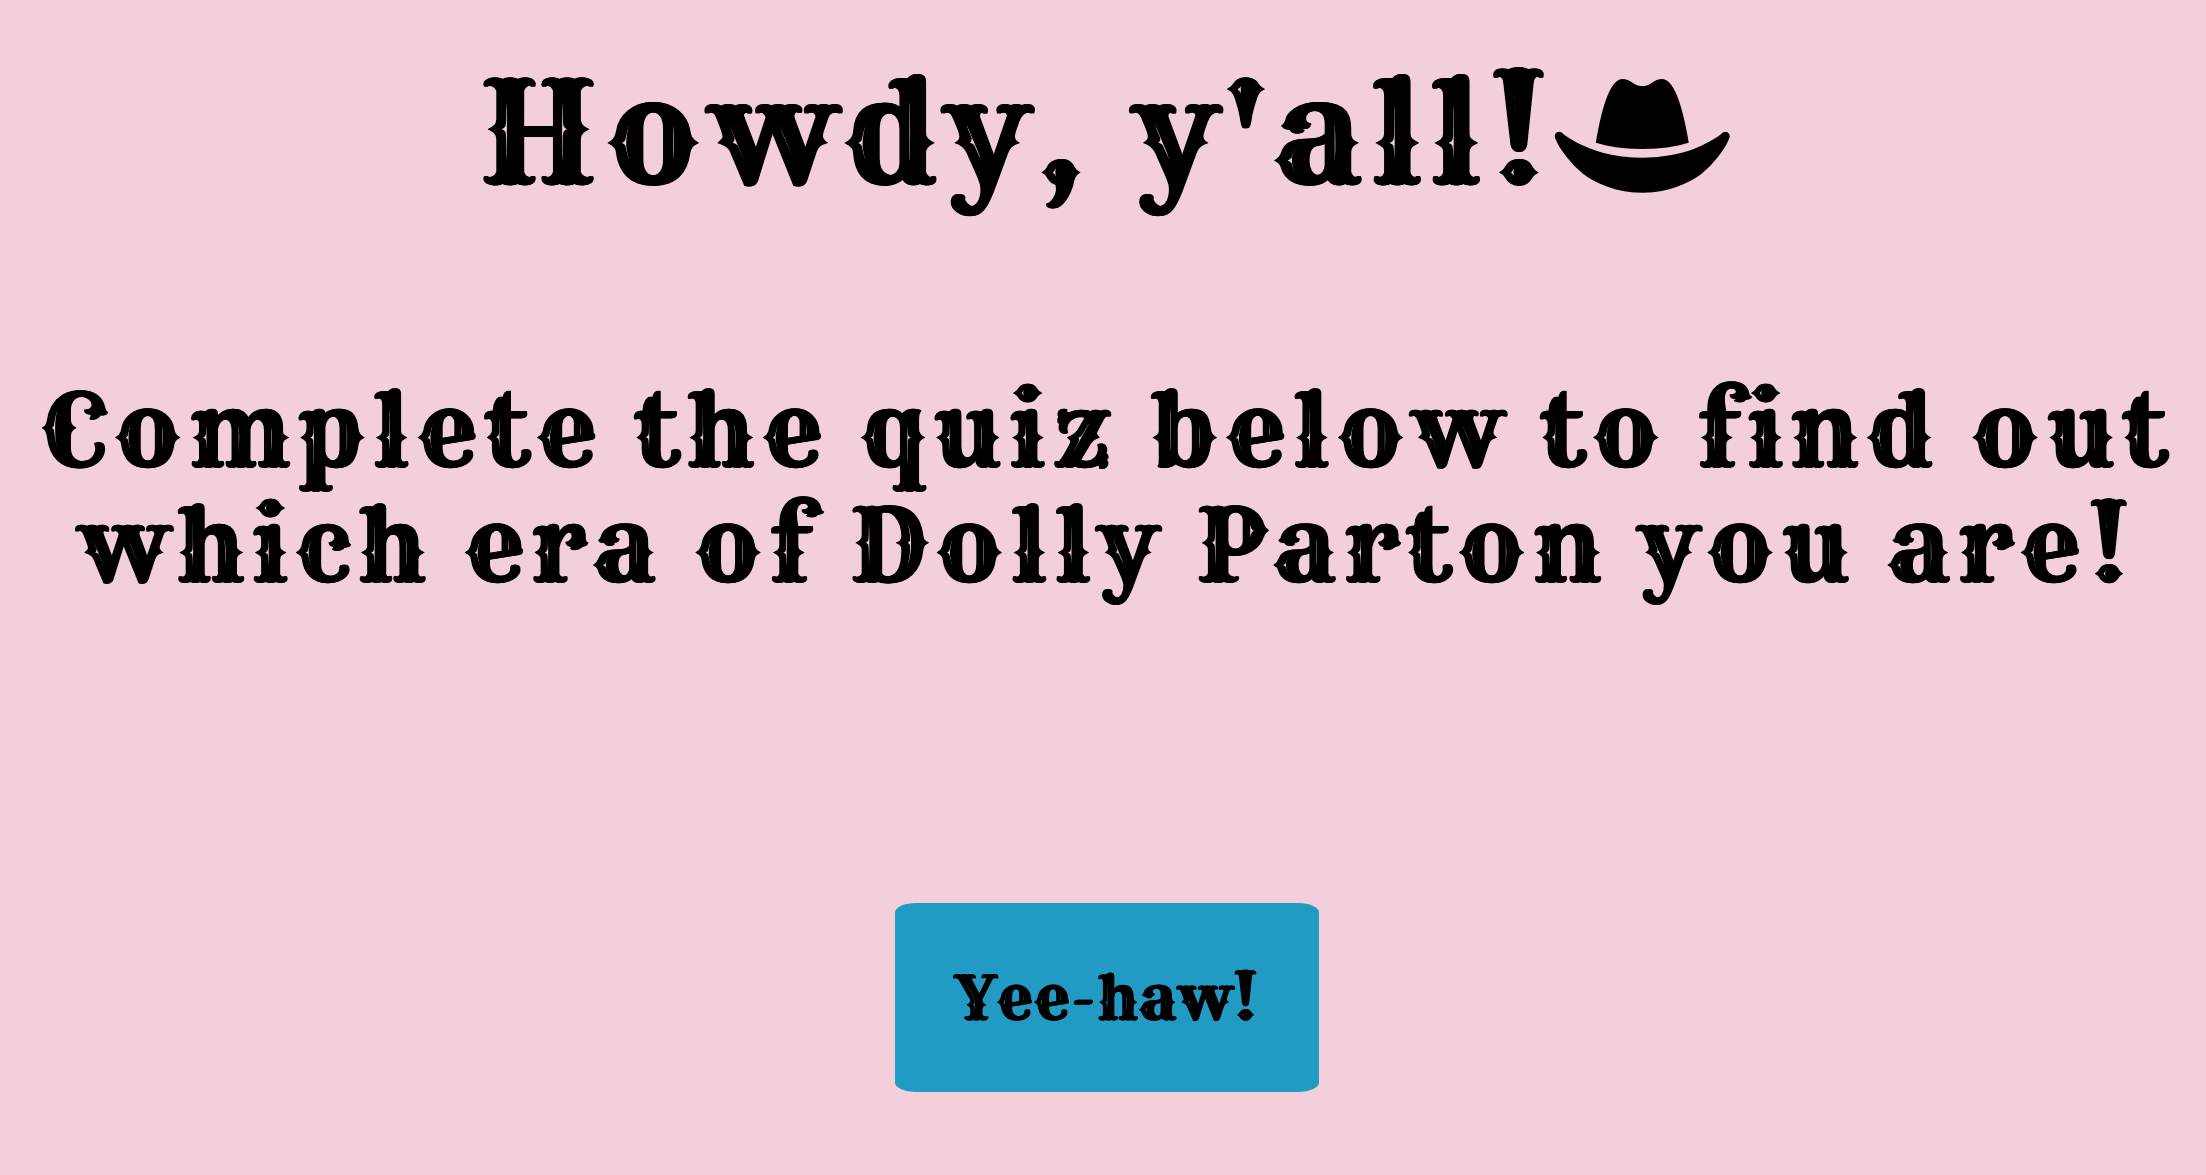 Howdy, y'all!
Complete the quiz below to find out
which era of Dolly Parton you are!
Yee-haw!